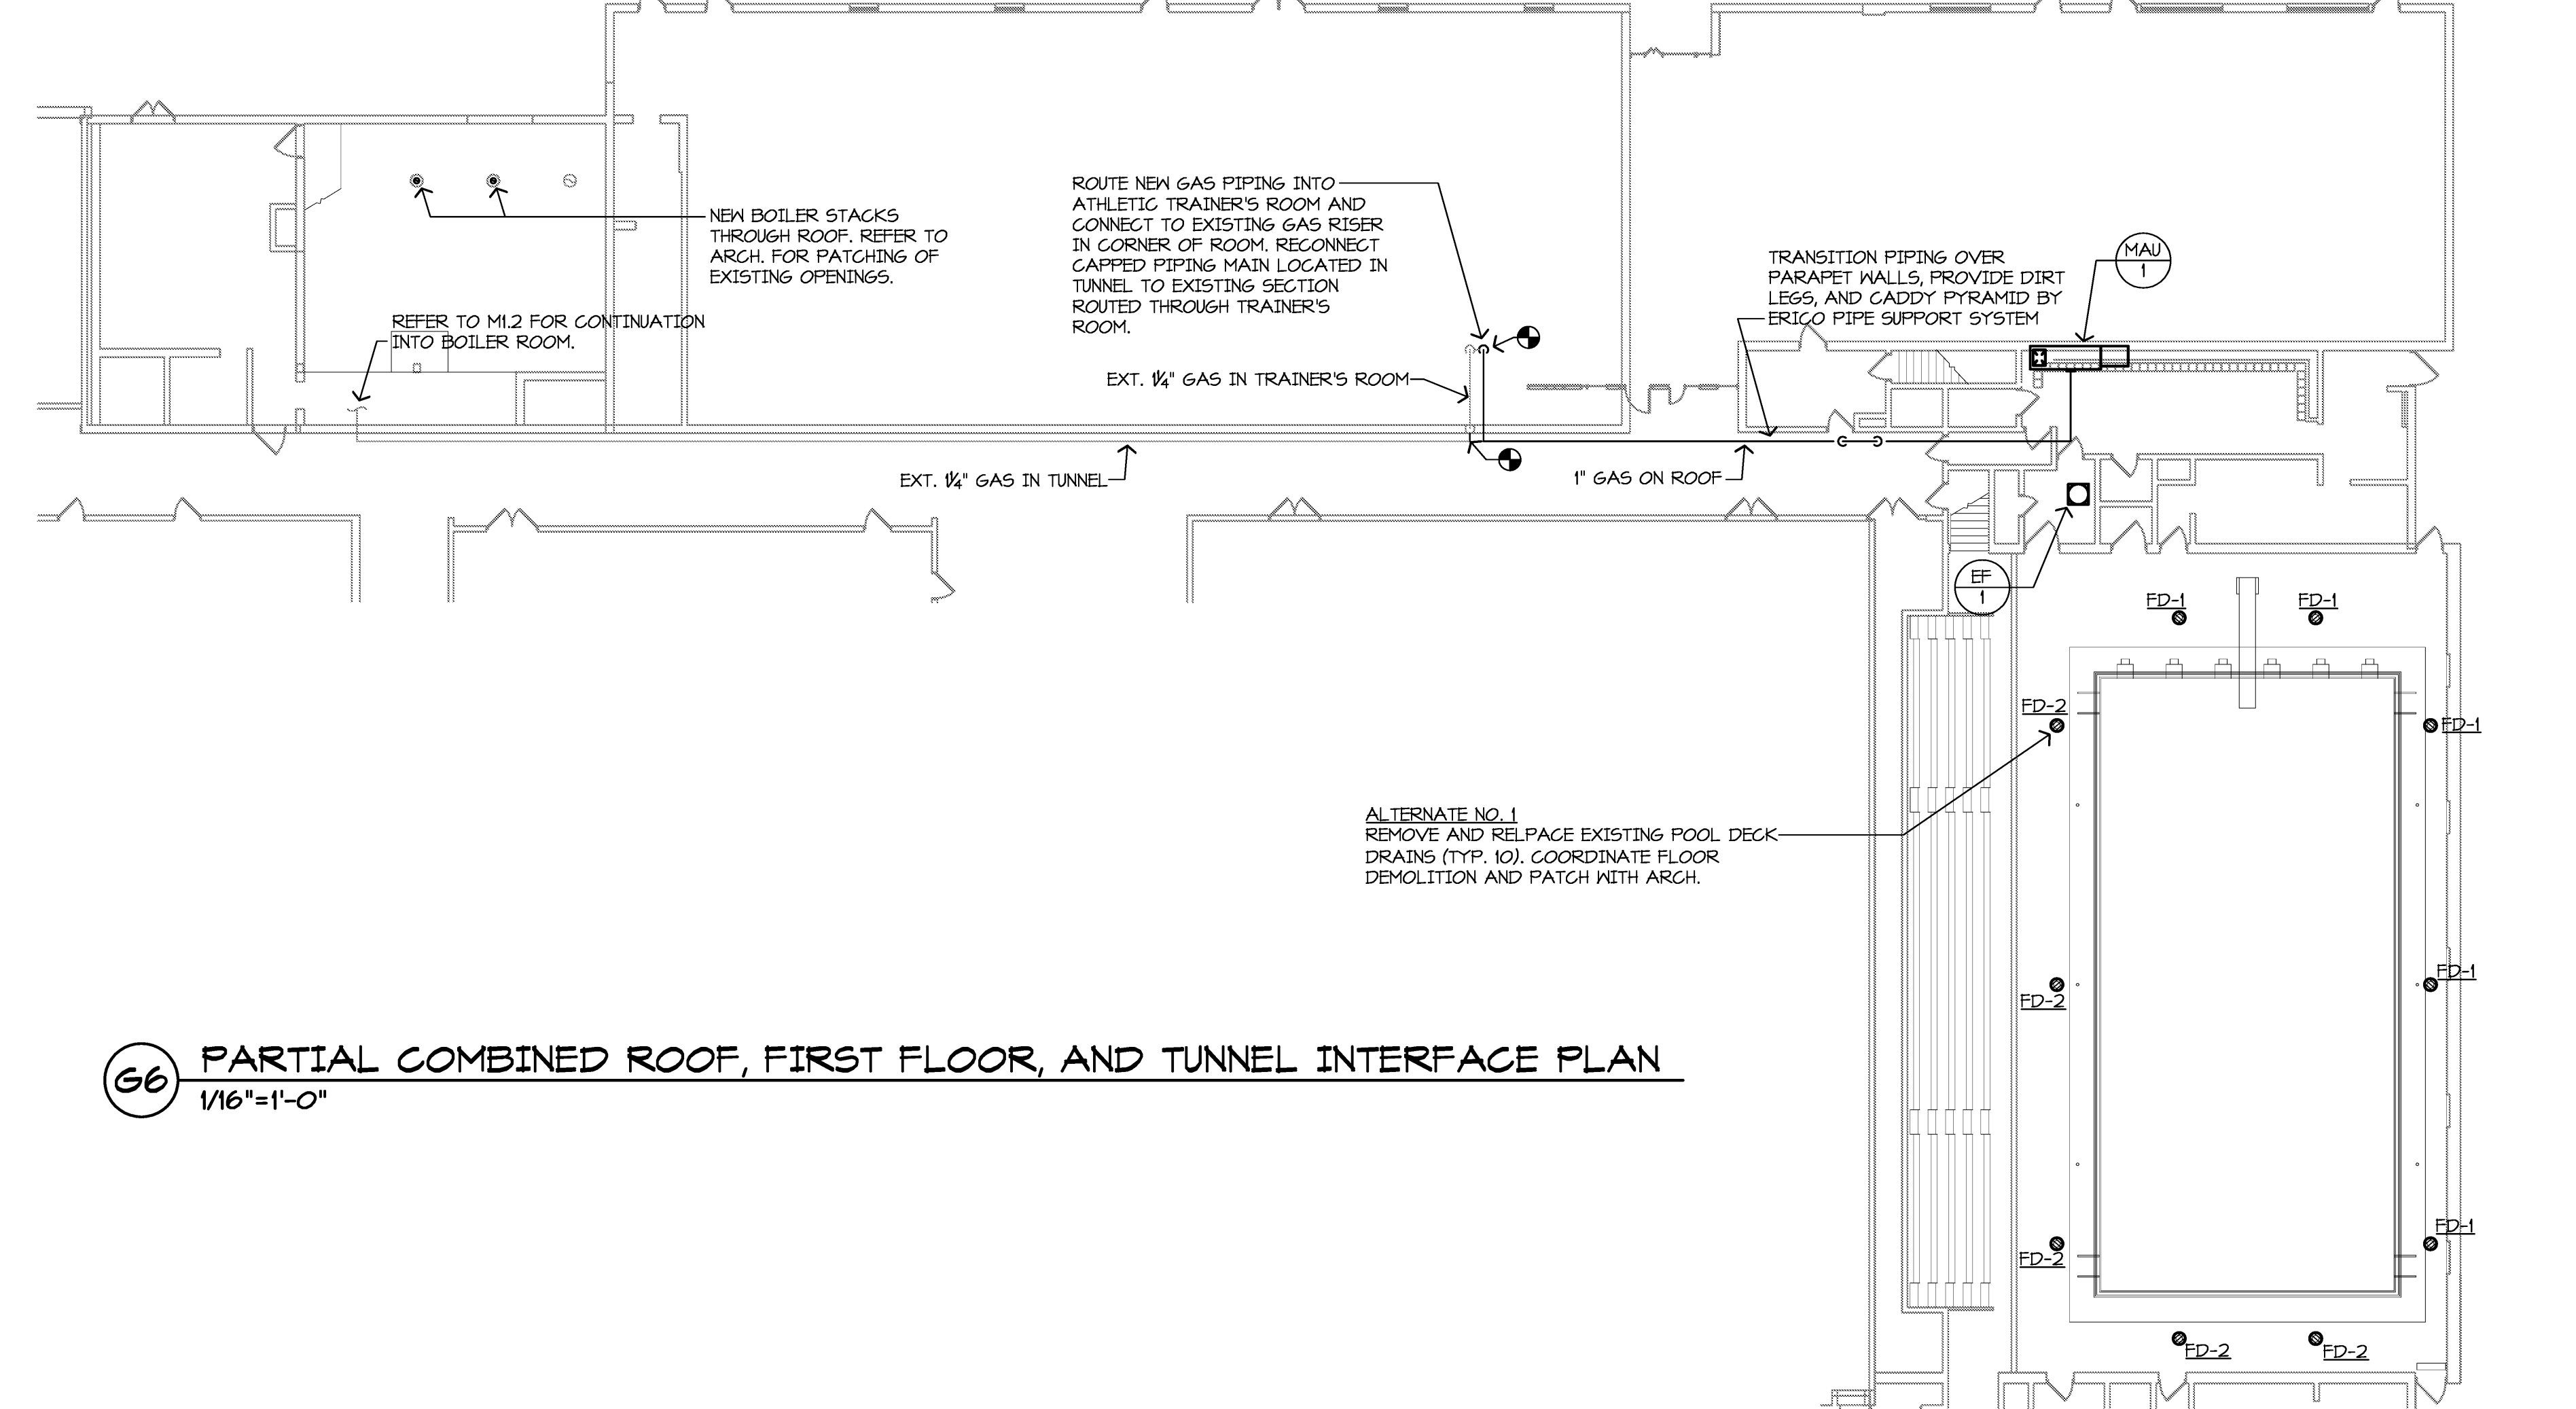 NEW BOILER STACKS
THROUGH ROOF. REFER TO
ARCH. FOR PATCHING OF
EXISTING OPENINGS.
REFER TO M1.2 FOR CONTINUATION
INTO BOILER ROOM.
ROUTE NEW GAS PIPING INTO
ATHLETIC TRAINER'S ROOM AND
CONNECT TO EXISTING GAS RISER
IN CORNER OF ROOM. RECONNECT
CAPPED PIPING MAIN LOCATED IN
TUNNEL TO EXISTING SECTION
ROUTED THROUGH TRAINER'S
ROOM.
EXT. 1¼" GAS IN TRAINER'S ROOM
EXT. 1¼" GAS IN TUNNEL
TRANSITION PIPING OVER
PARAPET WALLS, PROVIDE DIRT
LEGS, AND CADDY PYRAMID BY
ERICO PIPE SUPPORT SYSTEM
MAU
1
1" GAS ON ROOF
EF
1
FD-1
FD-1
FD-2
FD-1
ALTERNATE NO. 1
REMOVE AND RELPACE EXISTING POOL DECK
DRAINS (TYP. 10). COORDINATE FLOOR
DEMOLITION AND PATCH WITH ARCH.
FD-1
FD-2
FD-1
FD-2
FD-2
FD-2
G6
PARTIAL COMBINED ROOF, FIRST FLOOR, AND TUNNEL INTERFACE PLAN
1/16"=1'-0"